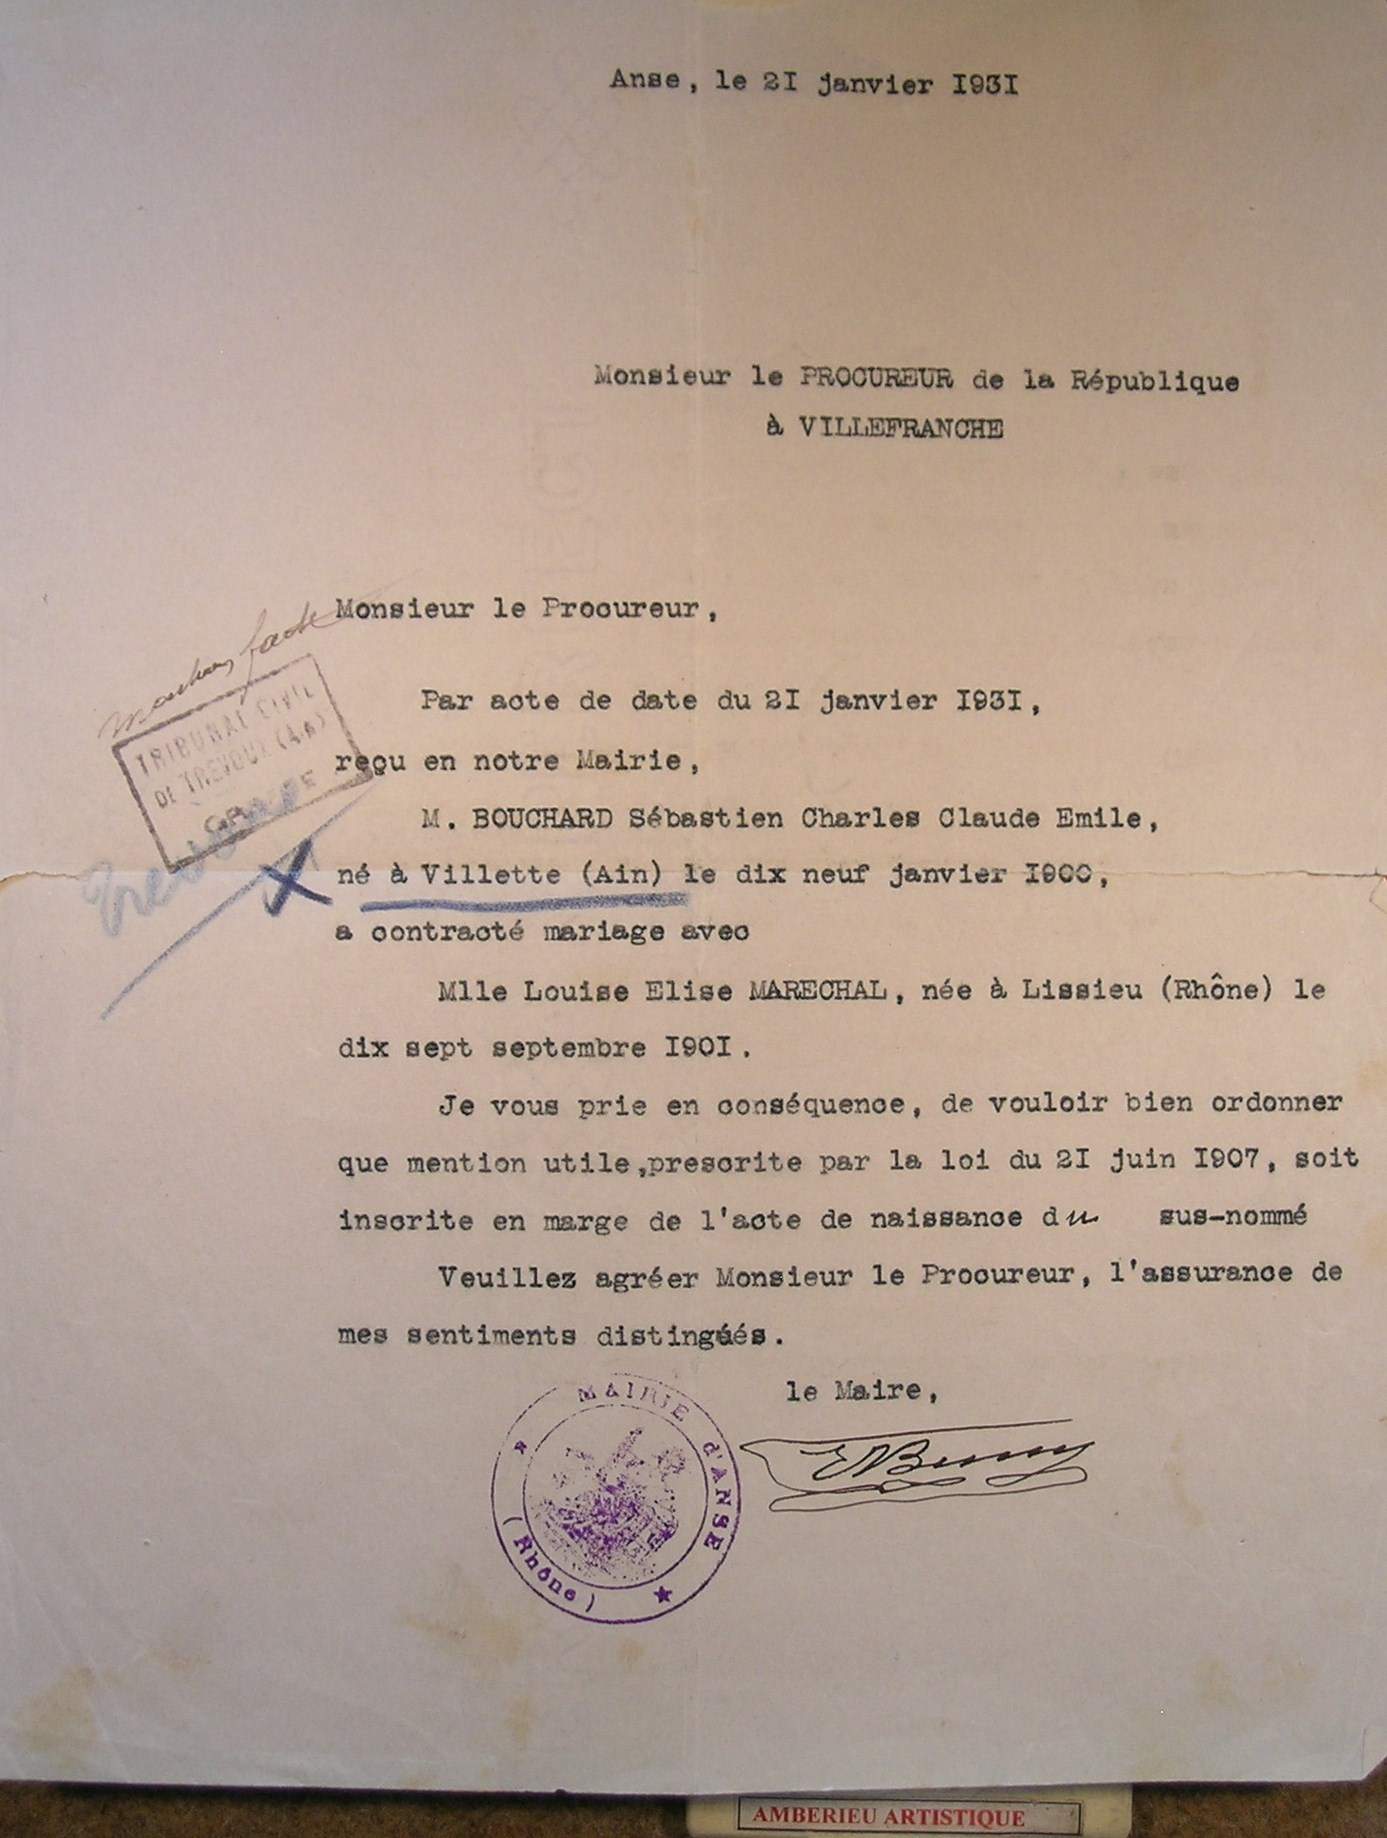 Anse, le 2I janvier I93I
Monsieur le PROCUREUR de la République
à VILLEFRANCHE
Monsieur le Procureur,
mention faite
TRIBUNAL CIVIL
DE TREVOUX (Ain)
Trevoux
Par acte de date du 2I janvier I93I,
reçu en notre Mairie,
M. BOUCHARD Sébastien Charles Claude Emile,
né à Villette (Ain) le dix neuf janvier I900,
a contracté mariage avec
Mlle Louise Elise MARECHAL, née à Lissieu (Rhône) le
dix sept septembre I90I.
Je vous prie en conséquence, de vouloir bien ordonner
que mention utile,prescrite par la loi du 2I juin I907, soit
inscrite en marge de l'acte de naissance du sus-nommé
Veuillez agréer Monsieur le Procureur, l'assurance de
mes sentiments distingués.
le Maire,
MAIRIE d'ANSE
(Rhône)
AMBERIEU ARTISTIQUE